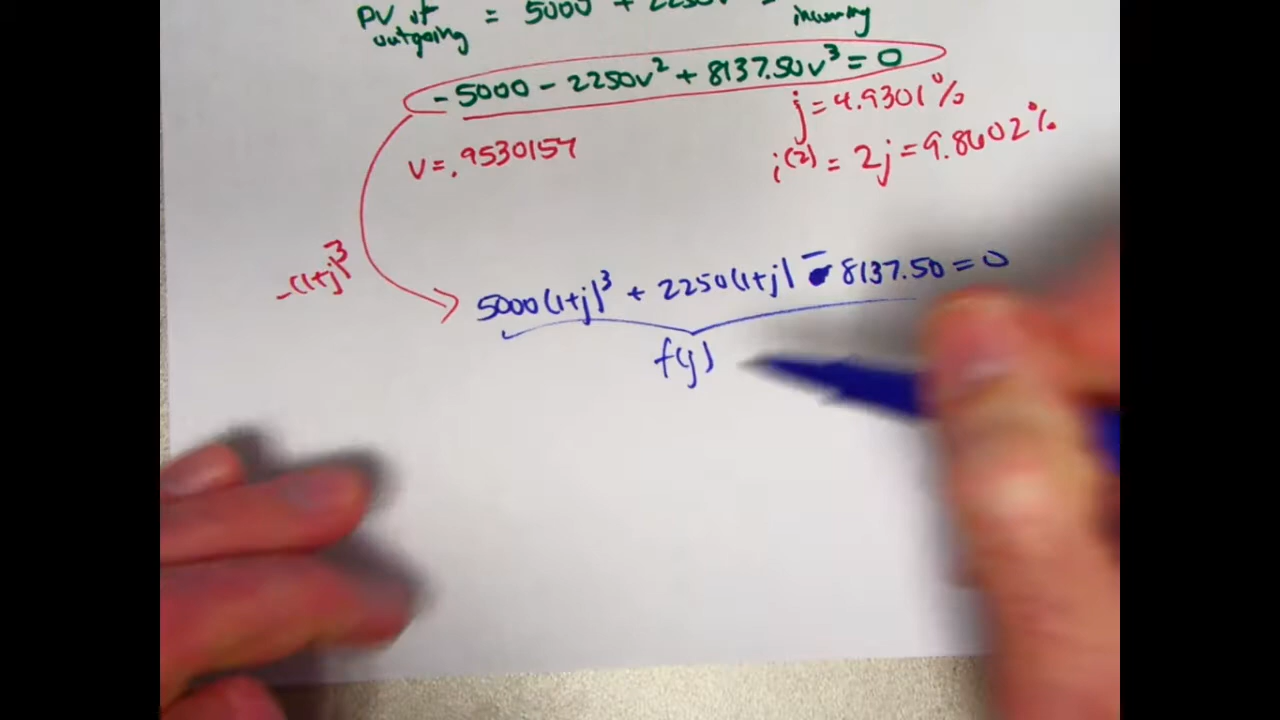 PV of = 5000 + 2250v
outgoing incoming
-5000 - 2250v² + 8137.50v³ = 0
j = 4.9301%
v = .9530157
i⁽²⁾ = 2j = 9.8602%
-(1+j)³
5000(1+j)³ + 2250(1+j) - 8137.50 = 0
f(j)